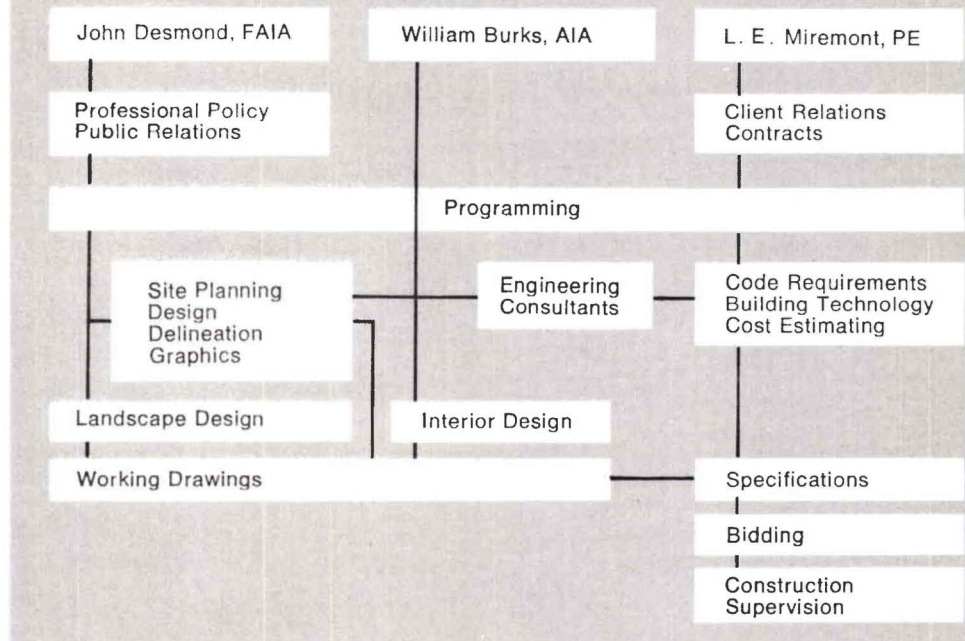 John Desmond, FAIA
William Burks, AIA
L. E. Miremont, PE
Professional Policy
Public Relations
Client Relations
Contracts
Programming
Site Planning
Design
Delineation
Graphics
Engineering
Consultants
Code Requirements
Building Technology
Cost Estimating
Landscape Design
Interior Design
Working Drawings
Specifications
Bidding
Construction
Supervision